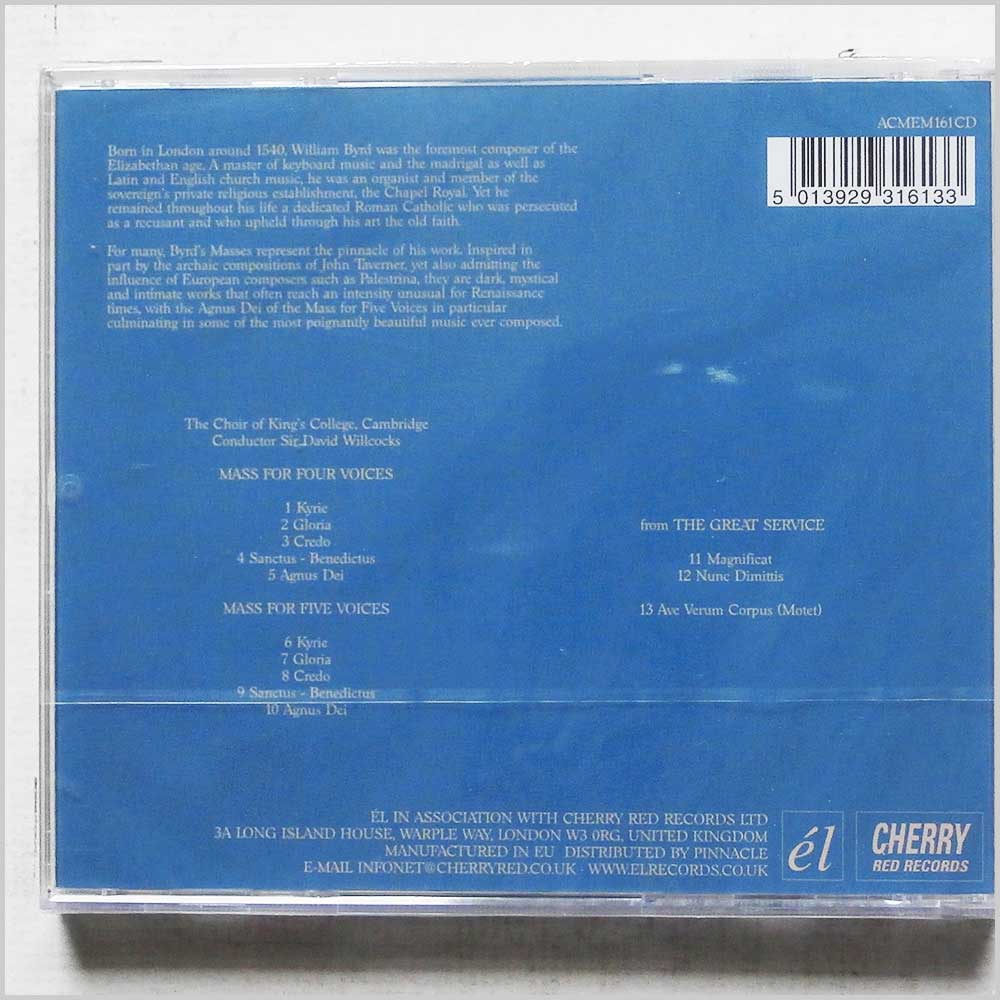 ACMEM161CD
5 013929 316133
Born in London around 1540, William Byrd was the foremost composer of the
Elizabethan age. A master of keyboard music and the madrigal as well as
Latin and English church music, he was an organist and member of the
sovereign's private religious establishment, the Chapel Royal. Yet he
remained throughout his life a dedicated Roman Catholic who was persecuted
as a recusant and who upheld through his art the old faith.
For many, Byrd's Masses represent the pinnacle of his work. Inspired in
part by the archaic compositions of John Taverner, yet also admitting the
influence of European composers such as Palestrina, they are dark, mystical
and intimate works that often reach an intensity unusual for Renaissance
times, with the Agnus Dei of the Mass for Five Voices in particular
culminating in some of the most poignantly beautiful music ever composed.
The Choir of King's College, Cambridge
Conductor Sir David Willcocks
MASS FOR FOUR VOICES
1 Kyrie
2 Gloria
3 Credo
4 Sanctus - Benedictus
5 Agnus Dei
MASS FOR FIVE VOICES
6 Kyrie
7 Gloria
8 Credo
9 Sanctus - Benedictus
10 Agnus Dei
from THE GREAT SERVICE
11 Magnificat
12 Nunc Dimittis
13 Ave Verum Corpus (Motet)
ÉL IN ASSOCIATION WITH CHERRY RED RECORDS LTD
3A LONG ISLAND HOUSE, WARPLE WAY, LONDON W3 0RG, UNITED KINGDOM
MANUFACTURED IN EU DISTRIBUTED BY PINNACLE
E-MAIL INFONET@CHERRYRED.CO.UK · WWW.ELRECORDS.CO.UK
él
CHERRY
RED RECORDS